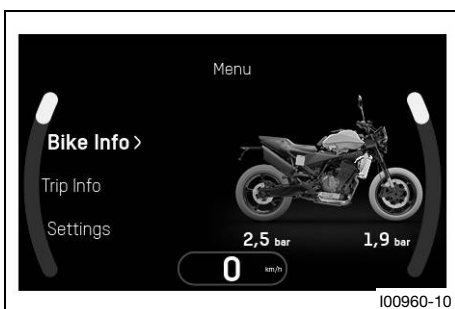 Menu
Bike Info >
Trip Info
Settings
2,5 bar 1,9 bar
0 km/h
I00960-10